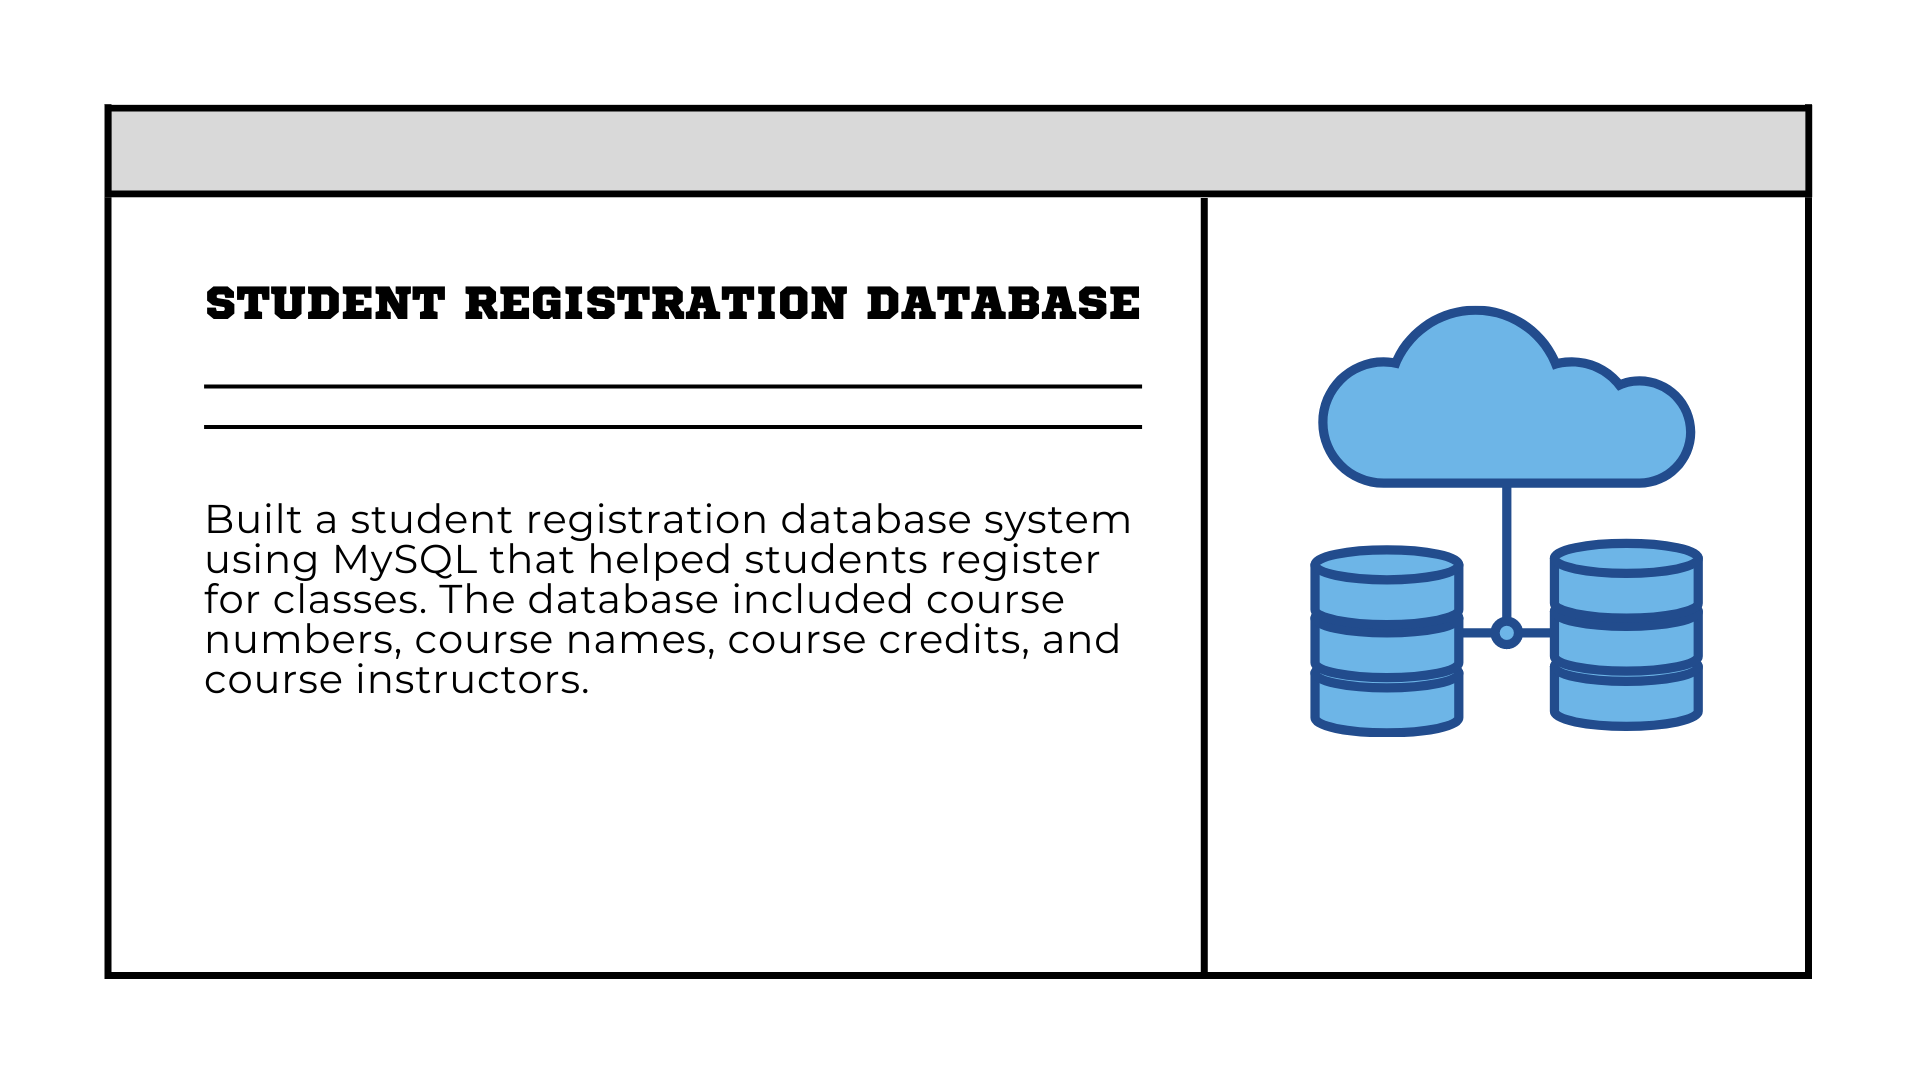 STUDENT REGISTRATION DATABASE
Built a student registration database system
using MySQL that helped students register
for classes. The database included course
numbers, course names, course credits, and
course instructors.